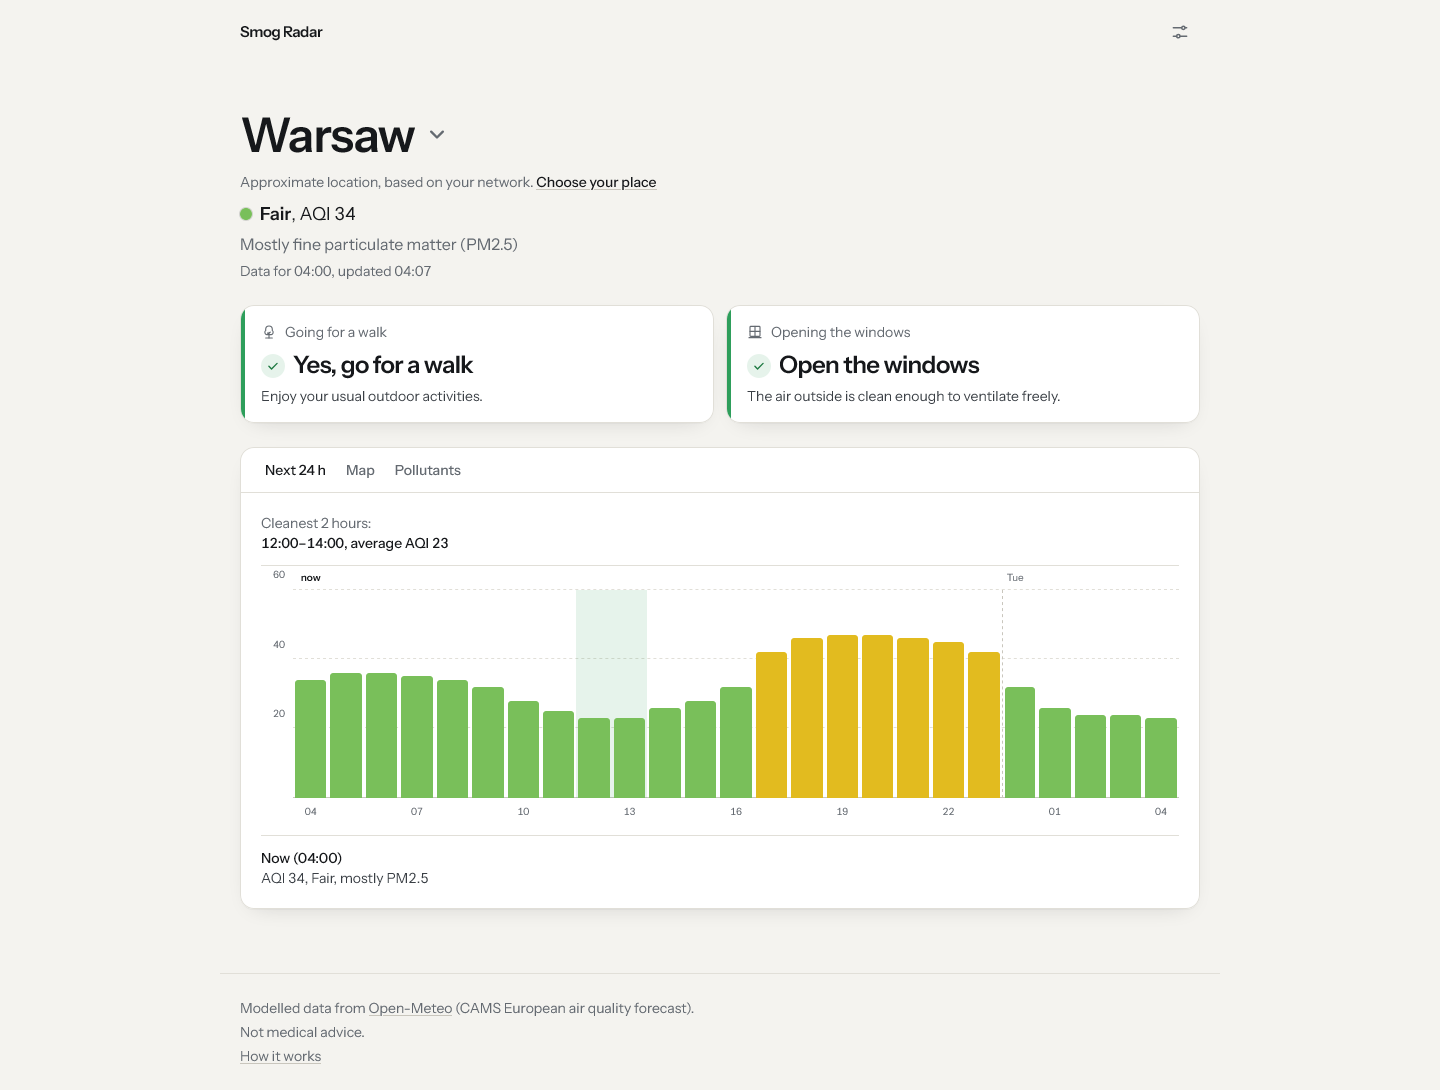 Smog Radar
Warsaw
Approximate location, based on your network. Choose your place
Fair, AQI 34
Mostly fine particulate matter (PM2.5)
Data for 04:00, updated 04:07
Going for a walk
Yes, go for a walk
Enjoy your usual outdoor activities.
Opening the windows
Open the windows
The air outside is clean enough to ventilate freely.
Next 24 h Map Pollutants
Cleanest 2 hours:
12:00–14:00, average AQI 23
60 now Tue
40
20
04 07 10 13 16 19 22 01 04
Now (04:00)
AQI 34, Fair, mostly PM2.5
Modelled data from Open-Meteo (CAMS European air quality forecast).
Not medical advice.
How it works